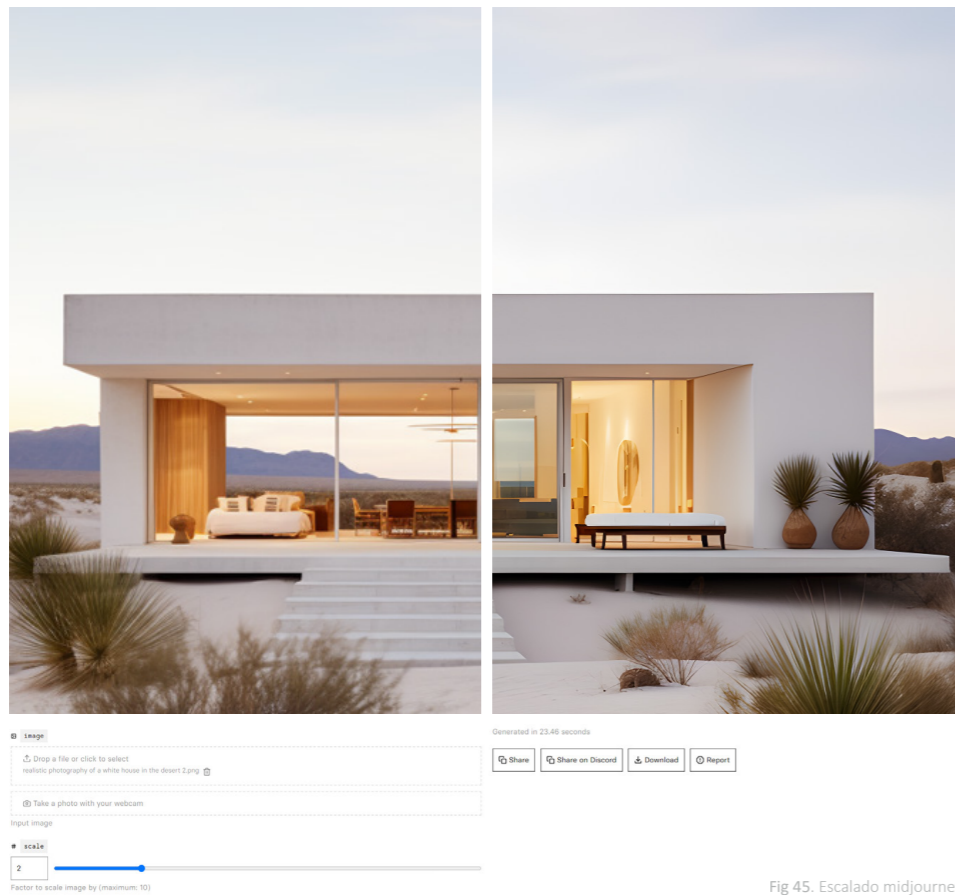 image
Drop a file or click to select
realistic photography of a white house in the desert 2.png
Take a photo with your webcam
Input image
# scale
2
Factor to scale image by (maximum: 10)
Generated in 23.46 seconds
Share
Share on Discord
Download
Report
Fig 45. Escalado midjourne